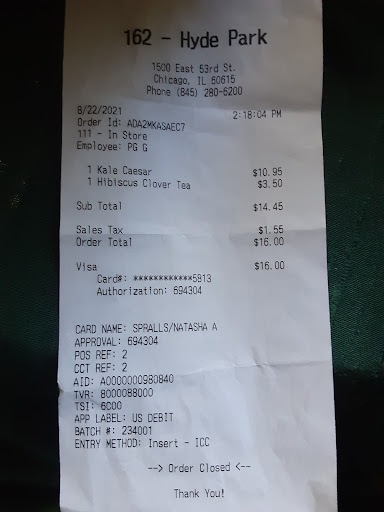 162 - Hyde Park
1500 East 53rd St.
Chicago, IL 60615
Phone (845) 280-6200
8/22/2021 2:18:04 PM
Order Id: ADA2MKASAEC7
111 - In Store
Employee: PG G
1 Kale Caesar $10.95
1 Hibiscus Clover Tea $3.50
Sub Total $14.45
Sales Tax $1.55
Order Total $16.00
Visa $16.00
Card#: ************5913
Authorization: 694304
CARD NAME: SPRALLS/NATASHA A
APPROVAL: 694304
POS REF: 2
CCT REF: 2
AID: A0000000980840
TVR: 8000088000
TSI: 6C00
APP LABEL: US DEBIT
BATCH #: 234001
ENTRY METHOD: Insert - ICC
--> Order Closed <--
Thank You!